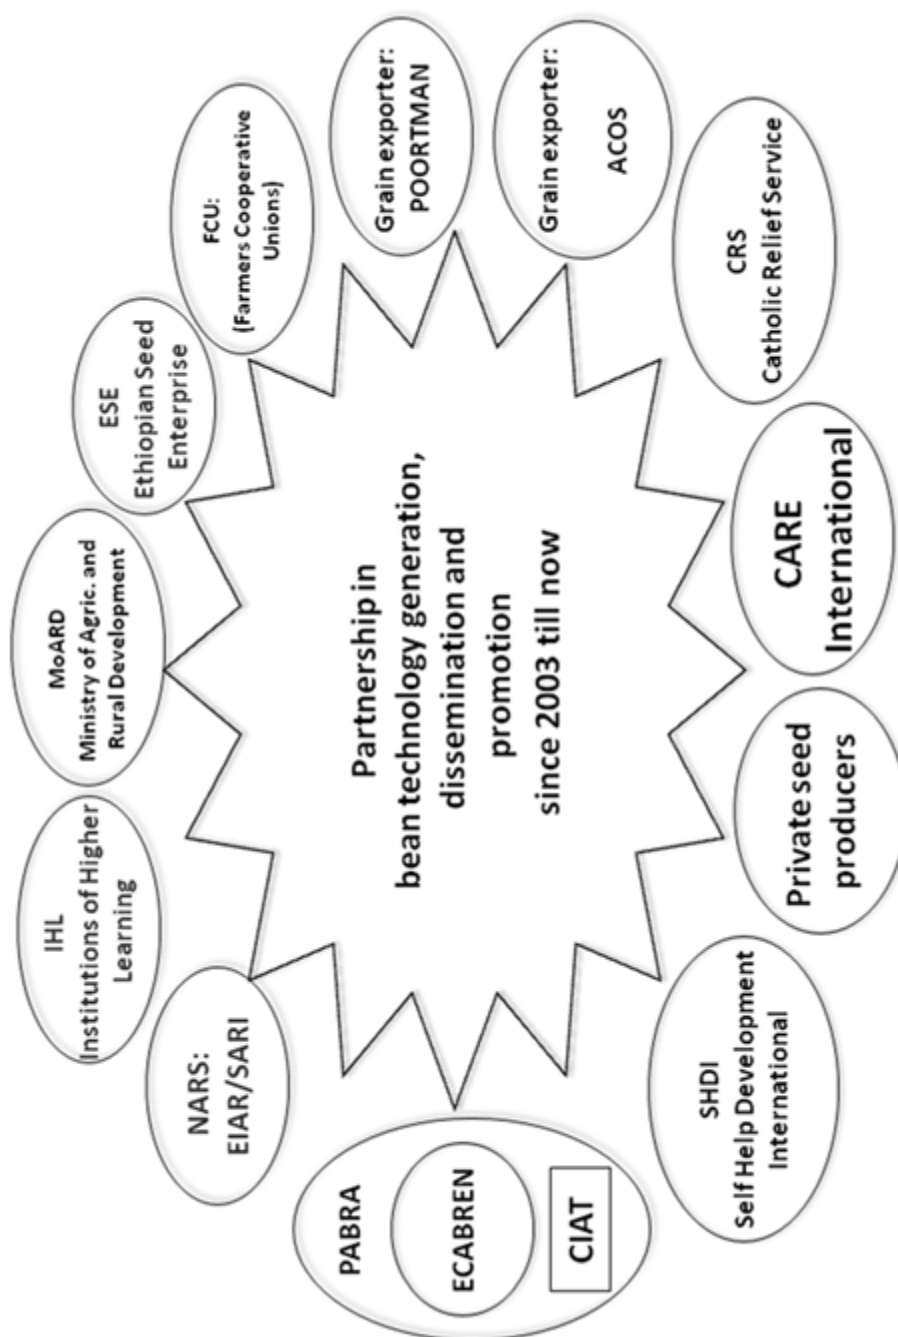 PABRA
ECABREN
CIAT
NARS:
EIAR/SARI
IHL
Institutions of Higher
Learning
MoARD
Ministry of Agric. and
Rural Development
ESE
Ethiopian Seed
Enterprise
FCU:
(Farmers Cooperative
Unions)
Grain exporter:
POORTMAN
Grain exporter:
ACOS
CRS
Catholic Relief Service
CARE
International
Private seed
producers
SHDI
Self Help Development
International
Partnership in
bean technology generation,
dissemination and
promotion
since 2003 till now